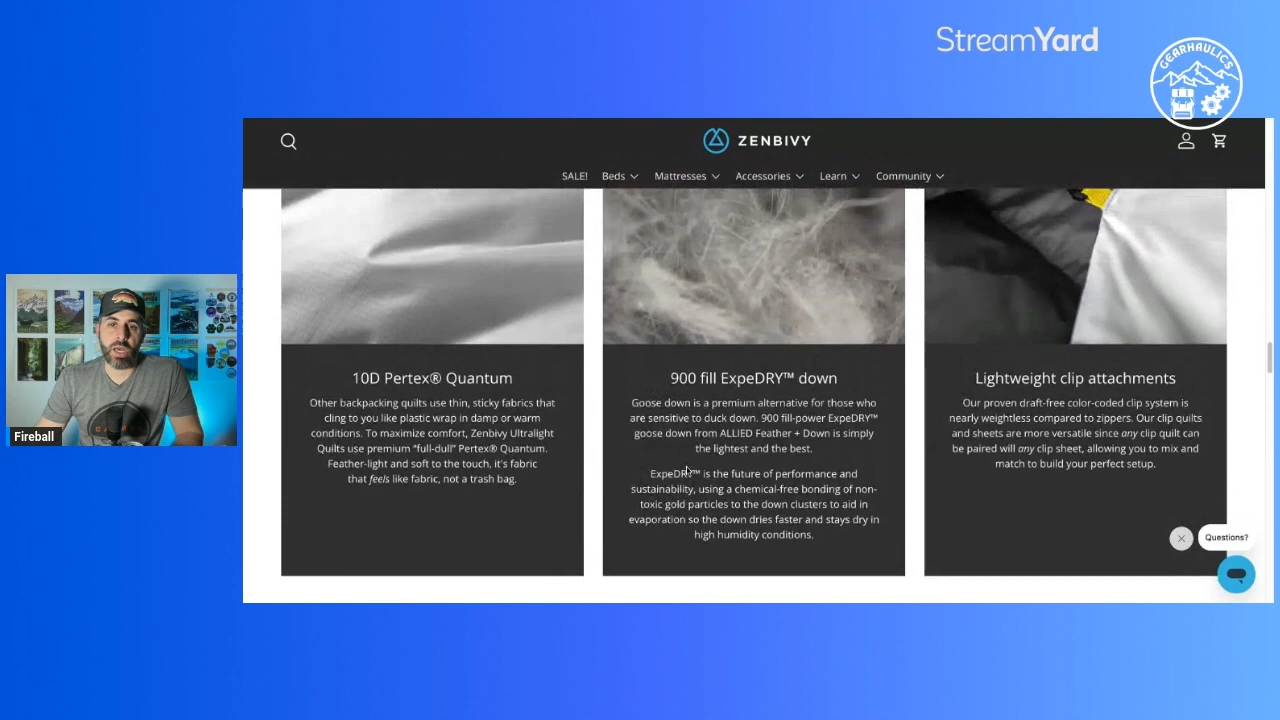 StreamYard
GEARHAULICS
ZENBIVY
SALE! Beds Mattresses Accessories Learn Community
10D Pertex® Quantum
Other backpacking quilts use thin, sticky fabrics that
cling to you like plastic wrap in damp or warm
conditions. To maximize comfort, Zenbivy Ultralight
Quilts use premium “full-dull” Pertex® Quantum.
Feather-light and soft to the touch, it's fabric
that feels like fabric, not a trash bag.
900 fill ExpeDRY™ down
Goose down is a premium alternative for those who
are sensitive to duck down. 900 fill-power ExpeDRY™
goose down from ALLIED Feather + Down is simply
the lightest and the best.
ExpeDRY™ is the future of performance and
sustainability, using a chemical-free bonding of non-
toxic gold particles to the down clusters to aid in
evaporation so the down dries faster and stays dry in
high humidity conditions.
Lightweight clip attachments
Our proven draft-free color-coded clip system is
nearly weightless compared to zippers. Our clip quilts
and sheets are more versatile since any clip quilt can
be paired will any clip sheet, allowing you to mix and
match to build your perfect setup.
Questions?
Fireball